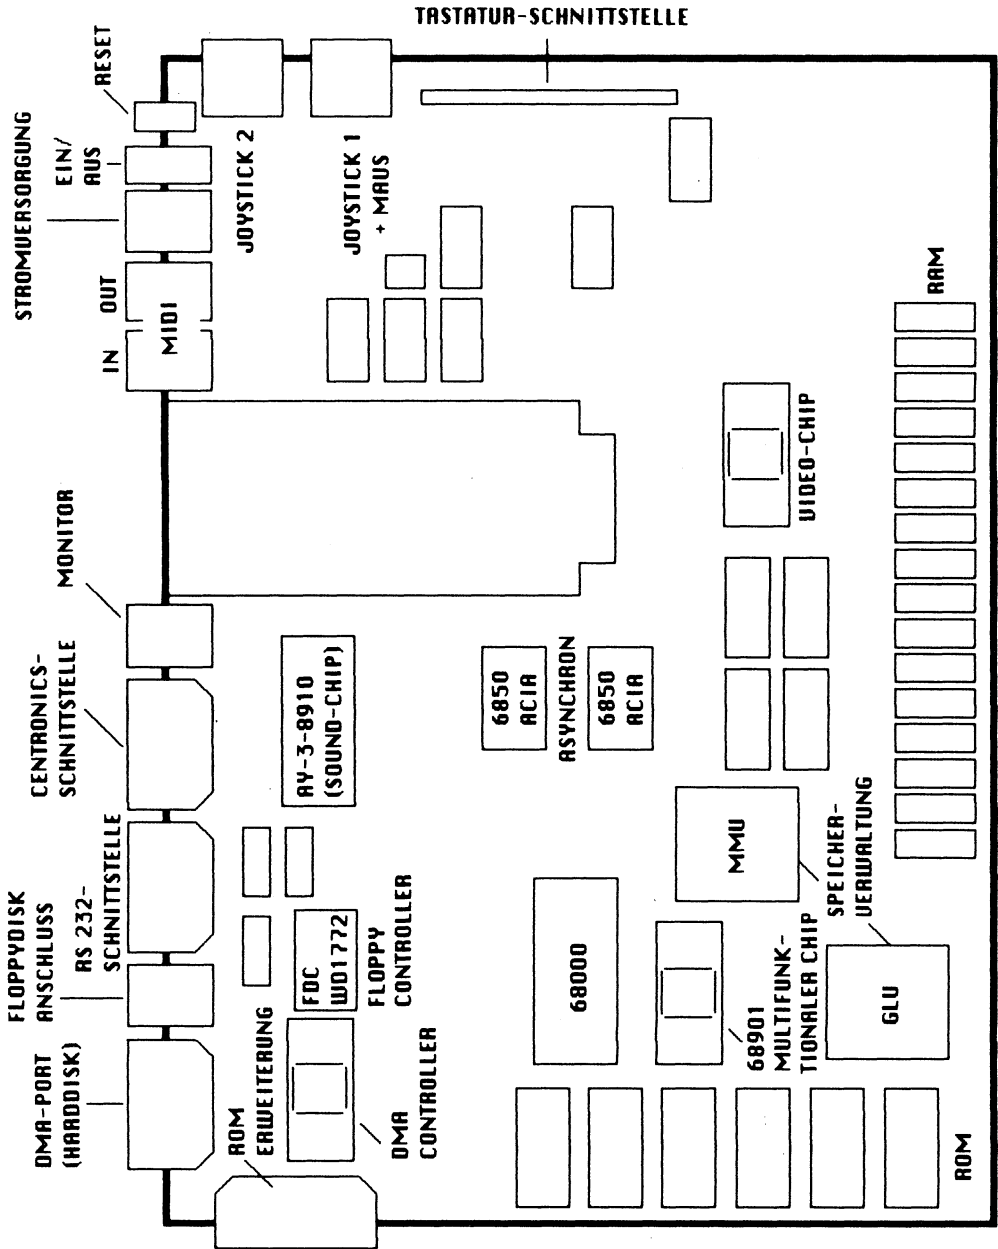 TASTATUR-SCHNITTSTELLE
RESET
EIN/
AUS
STROMVERSORGUNG
JOYSTICK 2
JOYSTICK 1
+ MAUS
OUT
IN
MIDI
RAM
VIDEO-CHIP
MONITOR
CENTRONICS-
SCHNITTSTELLE
AY-3-8910
(SOUND-CHIP)
6850
ACIA
ASYNCHRON
6850
ACIA
MMU
SPEICHER-
VERWALTUNG
RS 232-
SCHNITTSTELLE
FLOPPYDISK
ANSCHLUSS
FDC
WD1772
FLOPPY
CONTROLLER
68000
68901
MULTIFUNK-
TIONALER CHIP
GLU
DMA-PORT
(HARDDISK)
ROM
ERWEITERUNG
DMA
CONTROLLER
ROM